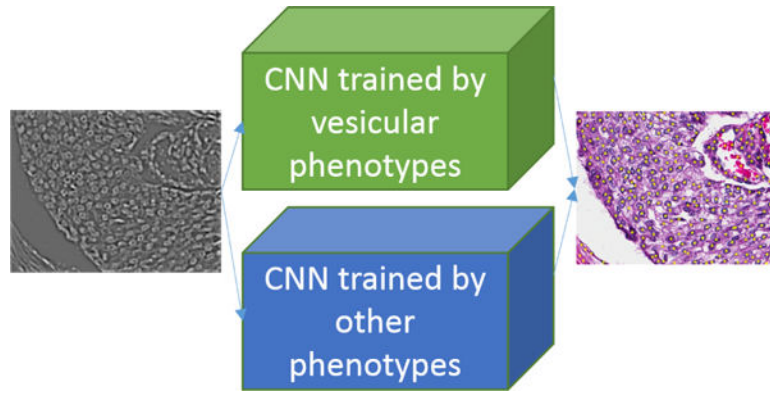 CNN trained by
vesicular
phenotypes
CNN trained by
other
phenotypes